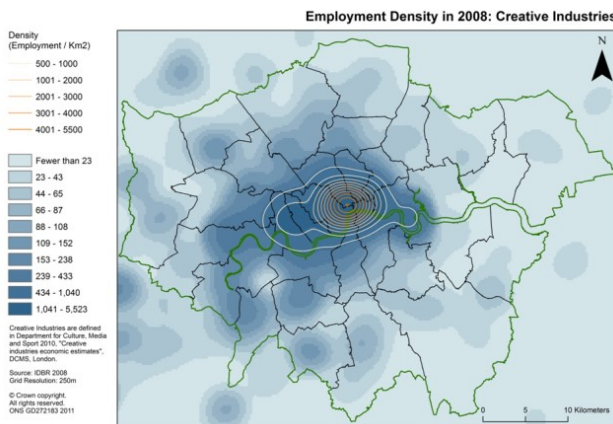 Employment Density in 2008: Creative Industries
Density
(Employment / Km2)
500 - 1000
1001 - 2000
2001 - 3000
3001 - 4000
4001 - 5500
Fewer than 23
23 - 43
44 - 65
66 - 87
88 - 108
109 - 152
153 - 238
239 - 433
434 - 1,040
1,041 - 5,523
Creative Industries are defined
in Department for Culture, Media
and Sport 2010, "Creative
industries economic estimates",
DCMS, London.
Source: IDBR 2008
Grid Resolution: 250m
© Crown copyright.
All rights reserved.
ONS GD272183 2011
N
0 5 10 Kilometers